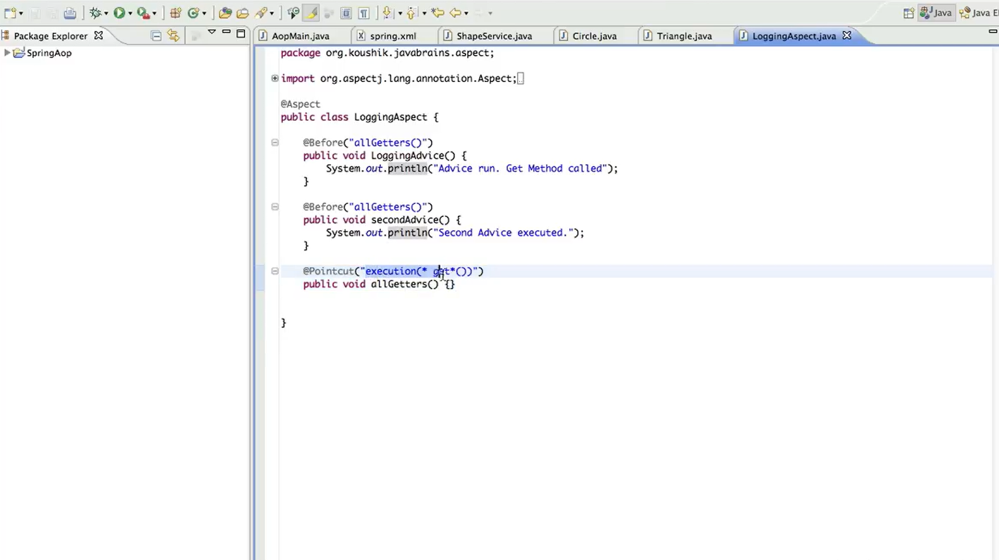 Java
Java E
Package Explorer
AopMain.java
spring.xml
ShapeService.java
Circle.java
Triangle.java
LoggingAspect.java
SpringAop
package org.koushik.javabrains.aspect;
import org.aspectj.lang.annotation.Aspect;
@Aspect
public class LoggingAspect {
@Before("allGetters()")
public void LoggingAdvice() {
System.out.println("Advice run. Get Method called");
}
@Before("allGetters()")
public void secondAdvice() {
System.out.println("Second Advice executed.");
}
@Pointcut("execution(* get*())")
public void allGetters() {}
}